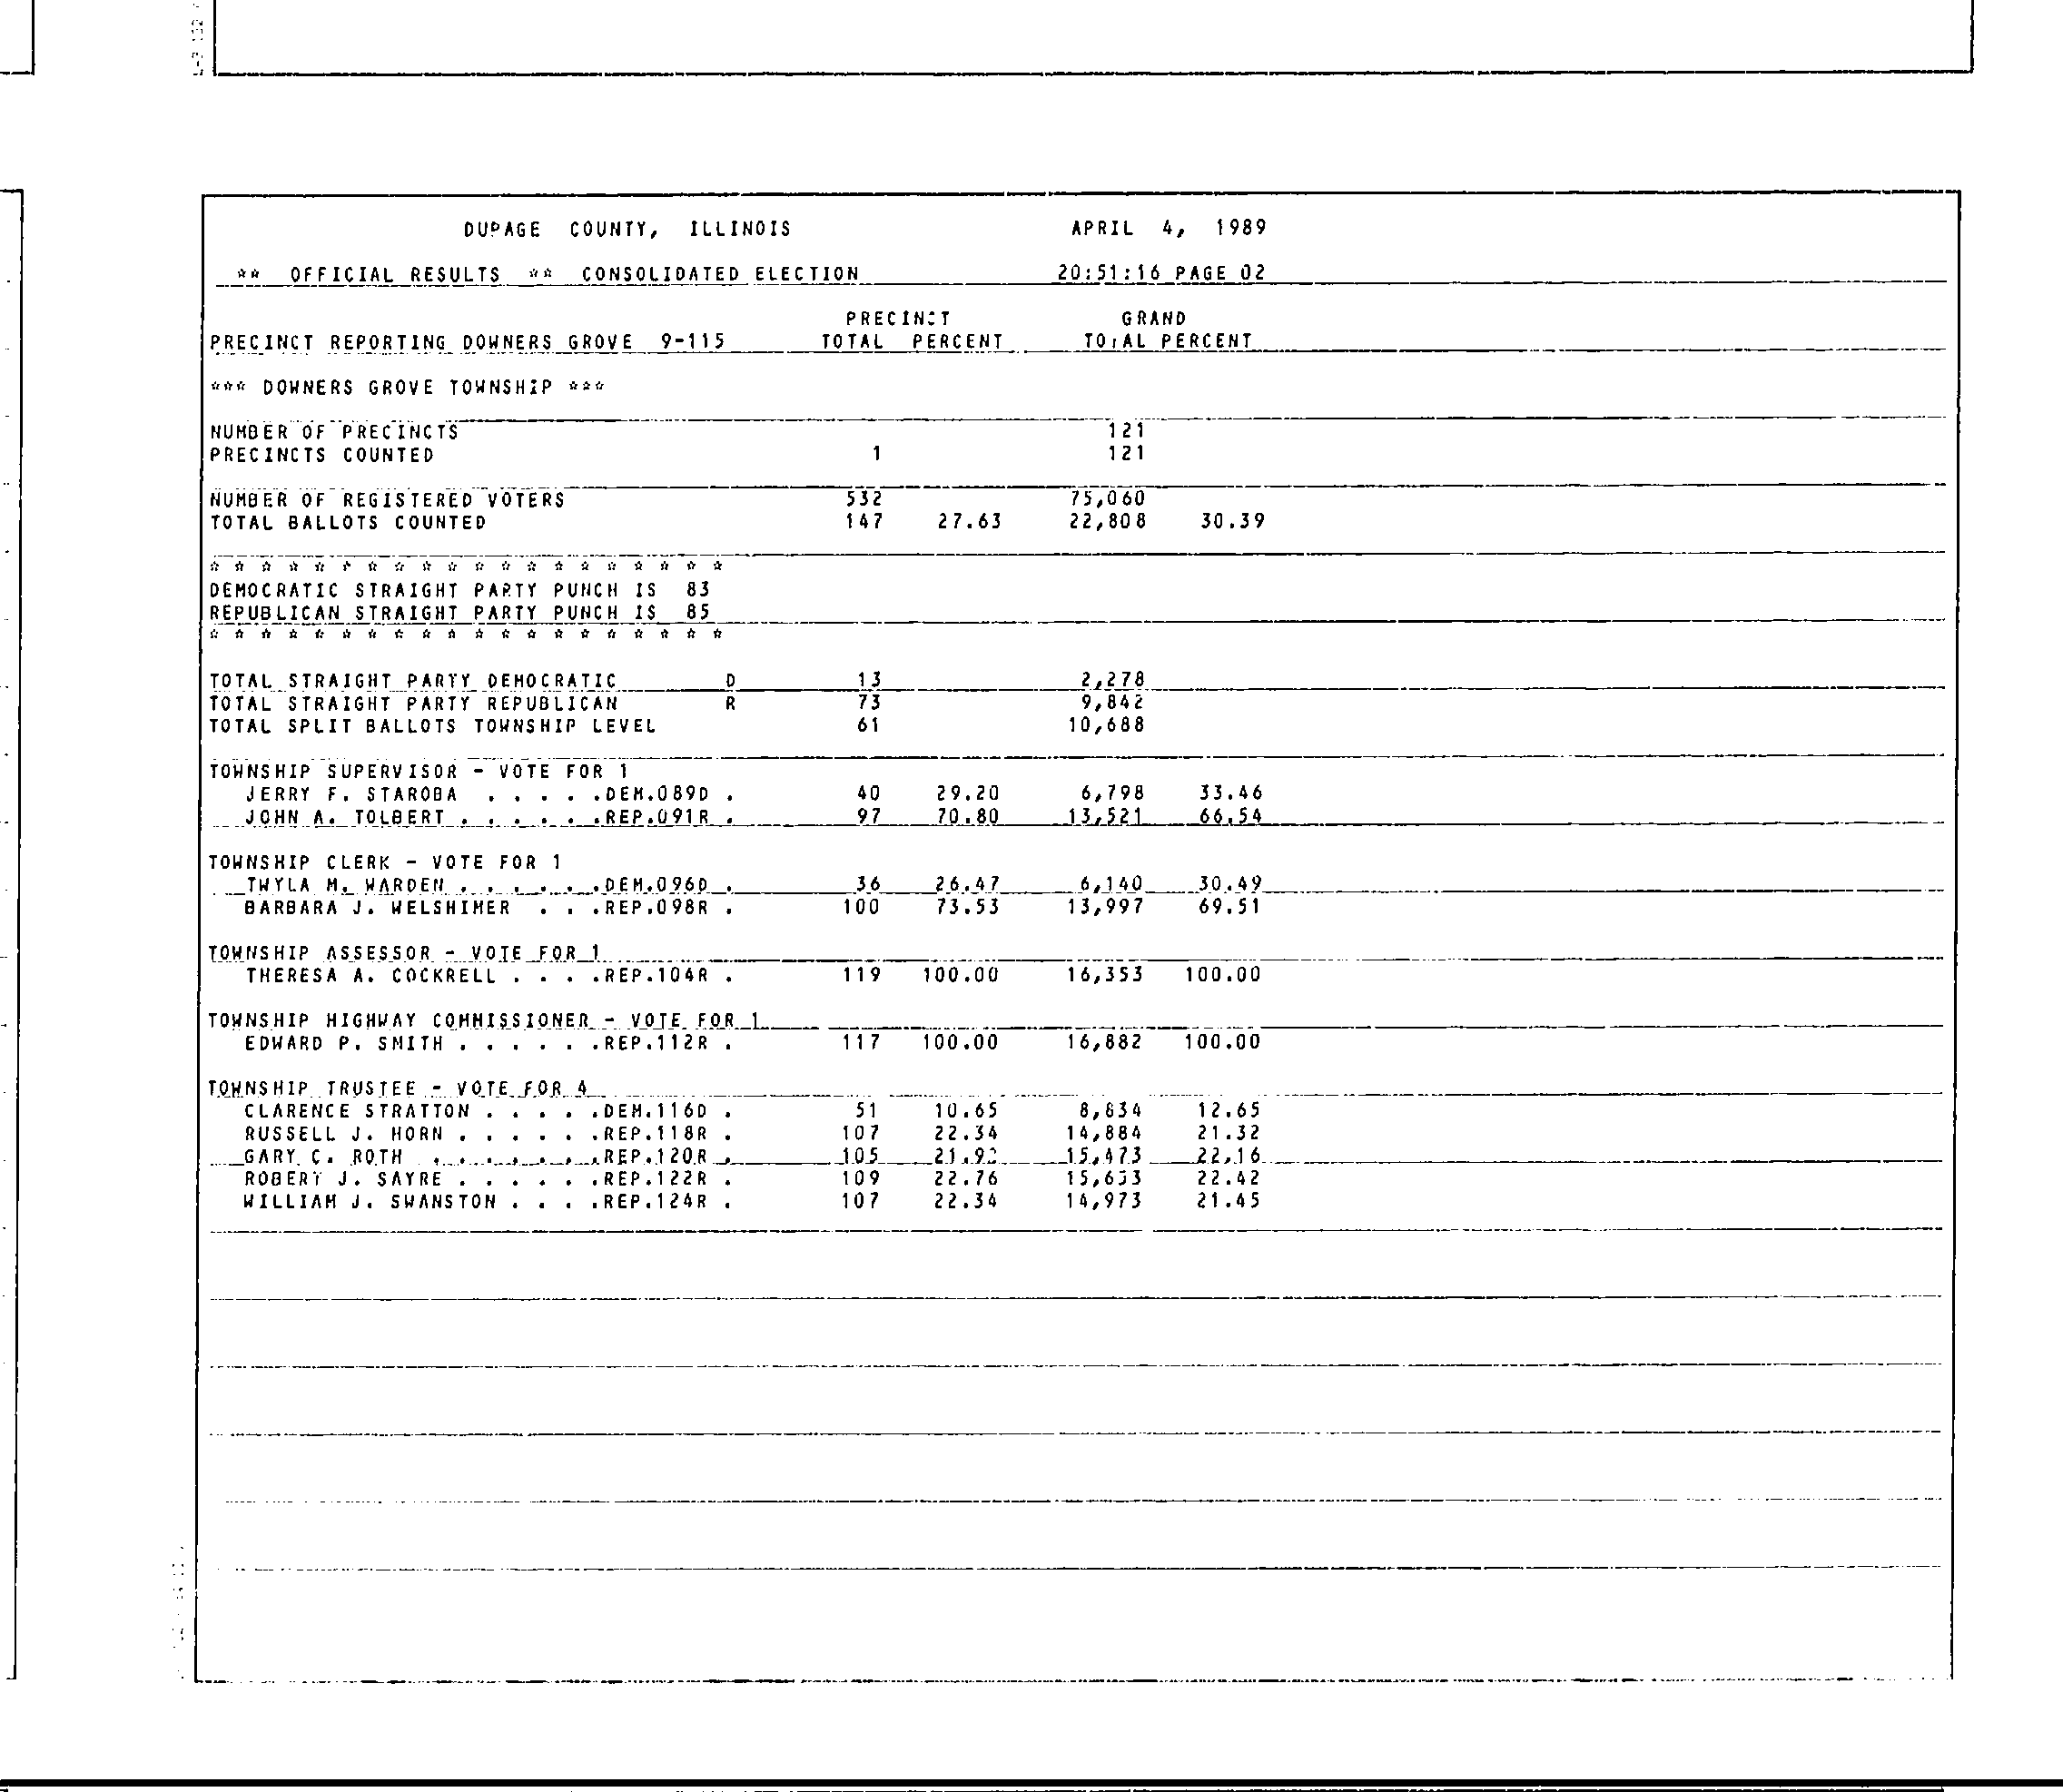 DUPAGE COUNTY, ILLINOIS APRIL 4, 1989
** OFFICIAL RESULTS ** CONSOLIDATED ELECTION 20:51:16 PAGE 02
PRECINCT GRAND
PRECINCT REPORTING DOWNERS GROVE 9-115 TOTAL PERCENT TOTAL PERCENT
*** DOWNERS GROVE TOWNSHIP ***
NUMBER OF PRECINCTS 121
PRECINCTS COUNTED 1 121
NUMBER OF REGISTERED VOTERS 532 75,060
TOTAL BALLOTS COUNTED 147 27.63 22,808 30.39
* * * * * * * * * * * * * * * * * * * *
DEMOCRATIC STRAIGHT PARTY PUNCH IS 83
REPUBLICAN STRAIGHT PARTY PUNCH IS 85
* * * * * * * * * * * * * * * * * * * *
TOTAL STRAIGHT PARTY DEMOCRATIC D 13 2,278
TOTAL STRAIGHT PARTY REPUBLICAN R 73 9,842
TOTAL SPLIT BALLOTS TOWNSHIP LEVEL 61 10,688
TOWNSHIP SUPERVISOR - VOTE FOR 1
JERRY F. STAROBA . . . . .DEM.089D . 40 29.20 6,798 33.46
JOHN A. TOLBERT . . . . . .REP.091R . 97 70.80 13,521 66.54
TOWNSHIP CLERK - VOTE FOR 1
TWYLA M. WARDEN . . . . . .DEM.096D . 36 26.47 6,140 30.49
BARBARA J. WELSHIMER . . .REP.098R . 100 73.53 13,997 69.51
TOWNSHIP ASSESSOR - VOTE FOR 1
THERESA A. COCKRELL . . . .REP.104R . 119 100.00 16,353 100.00
TOWNSHIP HIGHWAY COMMISSIONER - VOTE FOR 1
EDWARD P. SMITH . . . . . .REP.112R . 117 100.00 16,882 100.00
TOWNSHIP TRUSTEE - VOTE FOR 4
CLARENCE STRATTON . . . . .DEM.116D . 51 10.65 8,834 12.65
RUSSELL J. HORN . . . . . .REP.118R . 107 22.34 14,884 21.32
GARY C. ROTH . . . . . . .REP.120R . 105 21.92 15,473 22.16
ROBERT J. SAYRE . . . . . .REP.122R . 109 22.76 15,653 22.42
WILLIAM J. SWANSTON . . . .REP.124R . 107 22.34 14,973 21.45